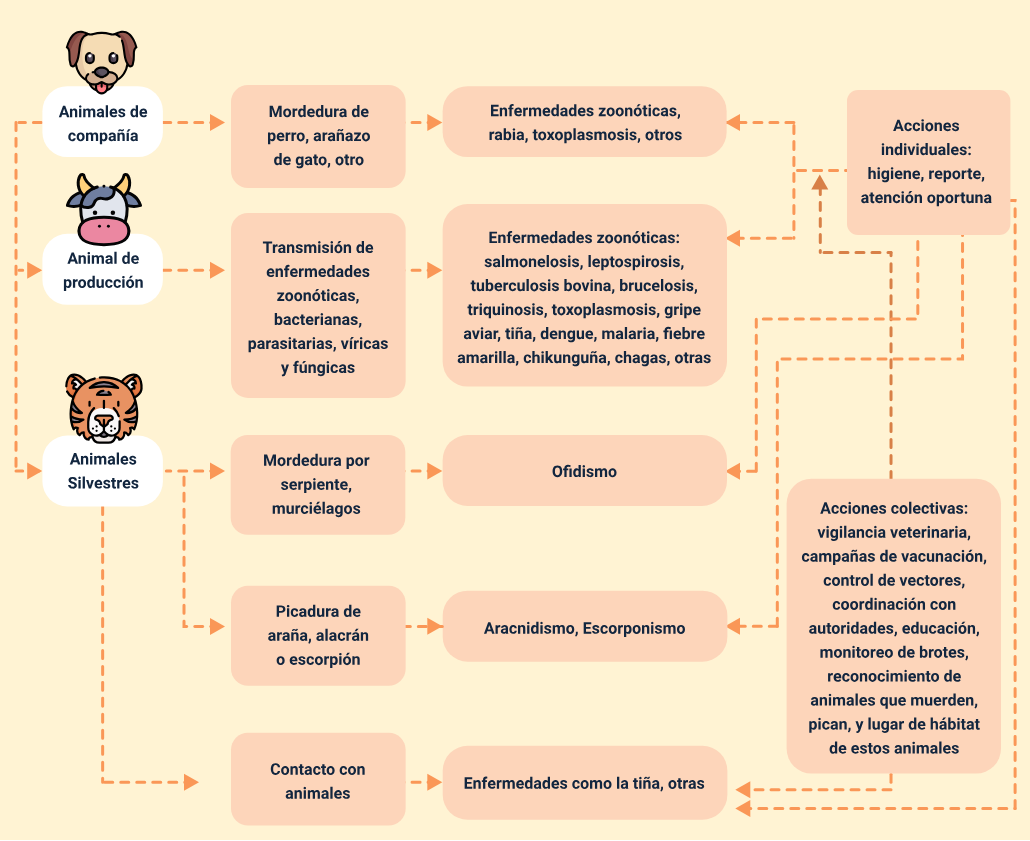 Animales de
compañía
Mordedura de
perro, arañazo
de gato, otro
Enfermedades zoonóticas,
rabia, toxoplasmosis, otros
Acciones
individuales:
higiene, reporte,
atención oportuna
Animal de
producción
Transmisión de
enfermedades
zoonóticas,
bacterianas,
parasitarias, víricas
y fúngicas
Enfermedades zoonóticas:
salmonelosis, leptospirosis,
tuberculosis bovina, brucelosis,
triquinosis, toxoplasmosis, gripe
aviar, tiña, dengue, malaria, fiebre
amarilla, chikunguña, chagas, otras
Animales
Silvestres
Mordedura por
serpiente,
murciélagos
Ofidismo
Acciones colectivas:
vigilancia veterinaria,
campañas de vacunación,
control de vectores,
coordinación con
autoridades, educación,
monitoreo de brotes,
reconocimiento de
animales que muerden,
pican, y lugar de hábitat
de estos animales
Picadura de
araña, alacrán
o escorpión
Aracnidismo, Escorponismo
Contacto con
animales
Enfermedades como la tiña, otras